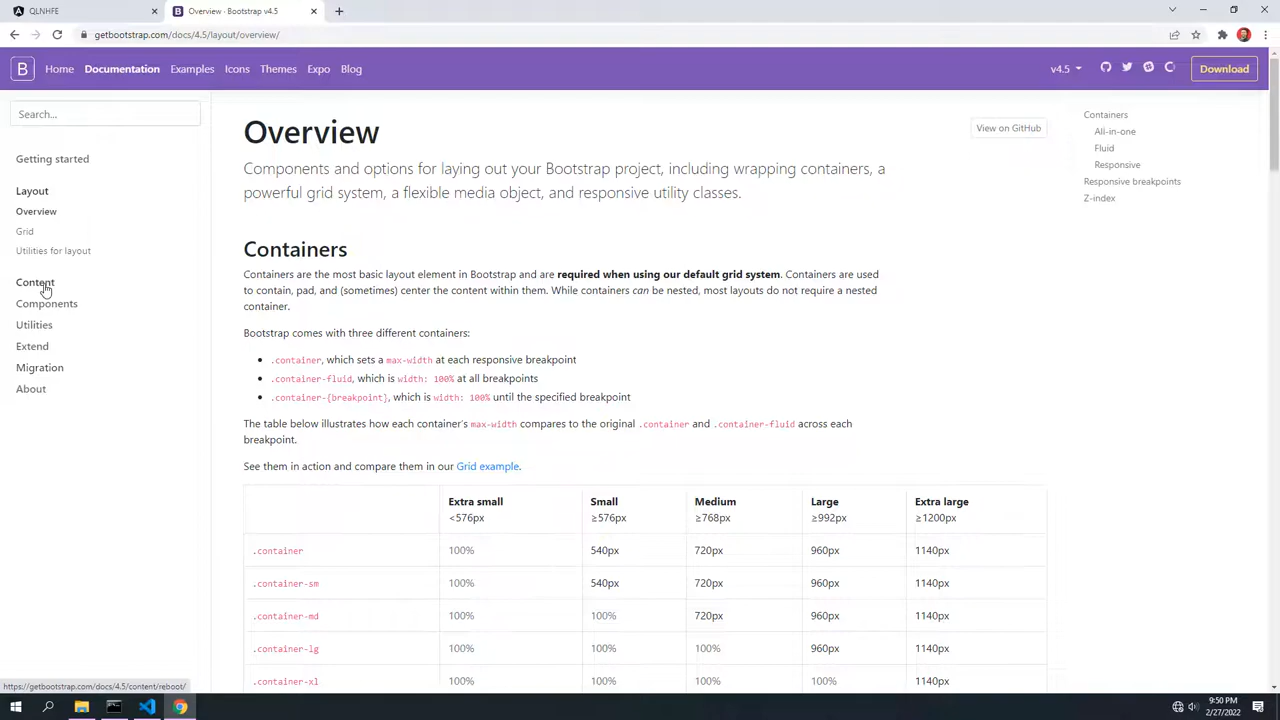 QLNHFE
Overview · Bootstrap v4.5
getbootstrap.com/docs/4.5/layout/overview/
B
Home
Documentation
Examples
Icons
Themes
Expo
Blog
v4.5
Download
Search...
Getting started
Layout
Overview
Grid
Utilities for layout
Content
Components
Utilities
Extend
Migration
About
Overview
View on GitHub
Components and option for laying out your Bootstrap project, including wrapping containers, a
powerful grid system, a flexible media object, and responsive utility classes.
Containers
Containers are the most basic layout element in Bootstrap and are required when using our default grid system. Containers are used
to contain, pad, and (sometimes) center the content within them. While containers can be nested, most layouts do not require a nested
container.
Bootstrap comes with three different containers:
.container, which sets a max-width at each responsive breakpoint
.container-fluid, which is width: 100% at all breakpoints
.container-{breakpoint}, which is width: 100% until the specified breakpoint
The table below illustrates how each container's max-width compares to the original .container and .container-fluid across each
breakpoint.
See them in action and compare them in our Grid example.
Extra small
<576px
Small
≥576px
Medium
≥768px
Large
≥992px
Extra large
≥1200px
.container 100% 540px 720px 960px 1140px
.container-sm 100% 540px 720px 960px 1140px
.container-md 100% 100% 720px 960px 1140px
.container-lg 100% 100% 100% 960px 1140px
.container-xl 100% 100% 100% 100% 1140px
Containers
All-in-one
Fluid
Responsive
Responsive breakpoints
Z-index
https://getbootstrap.com/docs/4.5/content/reboot/
9:50 PM
2/27/2022